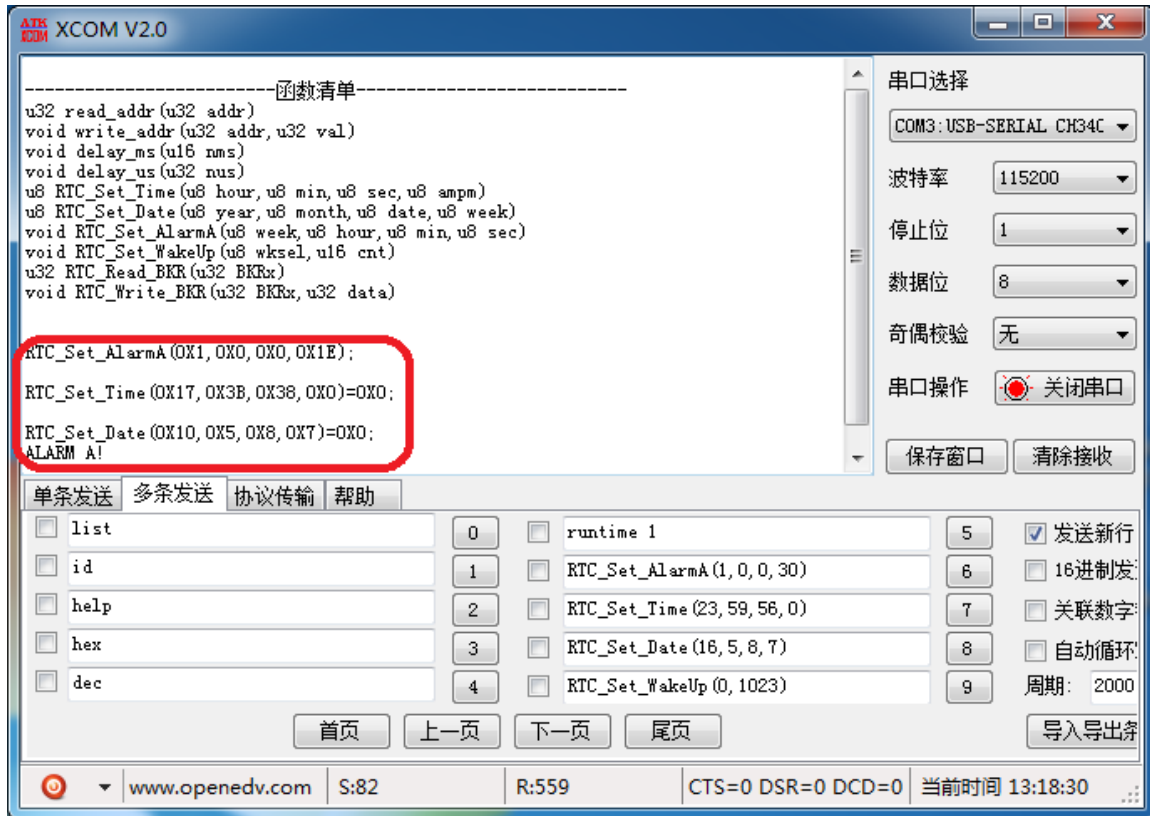 ATK XCOM XCOM V2.0
-------------------------函数清单---------------------------
u32 read_addr(u32 addr)
void write_addr(u32 addr,u32 val)
void delay_ms(u16 nms)
void delay_us(u32 nus)
u8 RTC_Set_Time(u8 hour,u8 min,u8 sec,u8 ampm)
u8 RTC_Set_Date(u8 year,u8 month,u8 date,u8 week)
void RTC_Set_AlarmA(u8 week,u8 hour,u8 min,u8 sec)
void RTC_Set_WakeUp(u8 wksel,u16 cnt)
u32 RTC_Read_BKR(u32 BKRx)
void RTC_Write_BKR(u32 BKRx,u32 data)
RTC_Set_AlarmA(0X1,0X0,0X0,0X1E);
RTC_Set_Time(0X17,0X3B,0X38,0X0)=0X0;
RTC_Set_Date(0X10,0X5,0X8,0X7)=0X0;
ALARM A!
串口选择
COM3:USB-SERIAL CH34
波特率 115200
停止位 1
数据位 8
奇偶校验 无
串口操作 关闭串口
保存窗口 清除接收
单条发送 多条发送 协议传输 帮助
list 0 runtime 1 5 发送新行
id 1 RTC_Set_AlarmA(1,0,0,30) 6 16进制发
help 2 RTC_Set_Time(23,59,56,0) 7 关联数字
hex 3 RTC_Set_Date(16,5,8,7) 8 自动循环
dec 4 RTC_Set_WakeUp(0,1023) 9 周期: 2000
首页 上一页 下一页 尾页 导入导出条
www.openedv.com S:82 R:559 CTS=0 DSR=0 DCD=0 当前时间 13:18:30